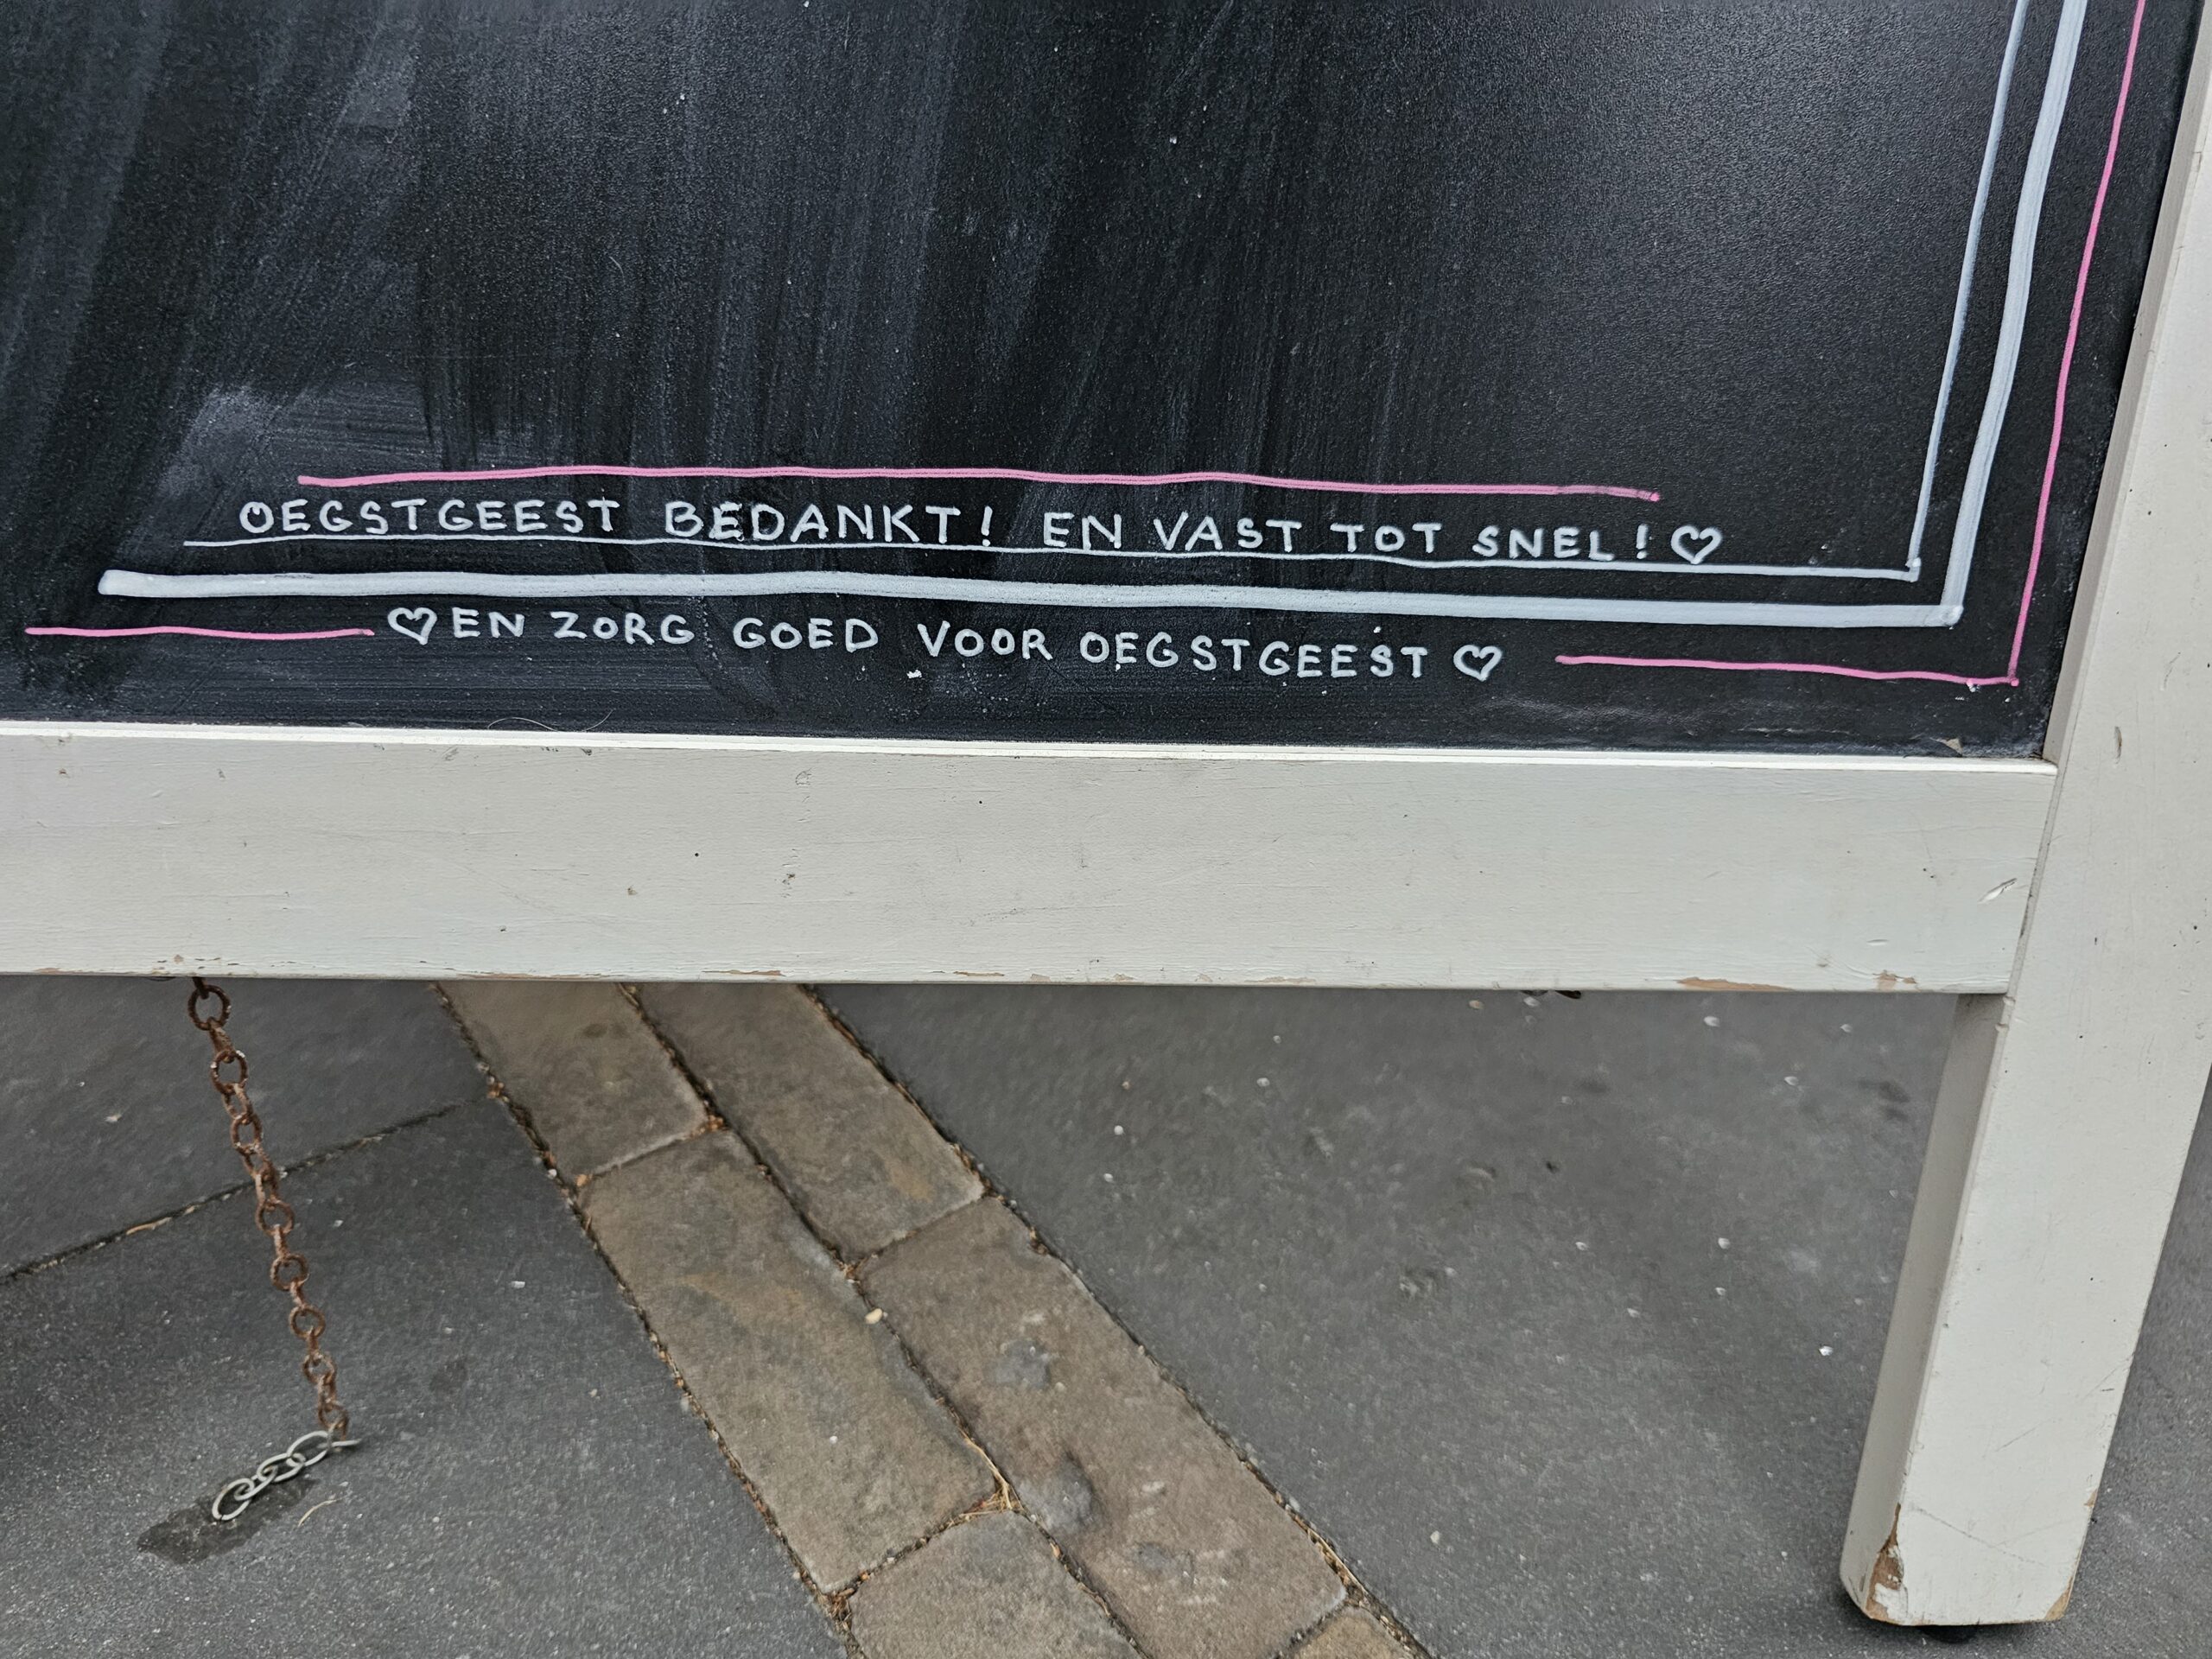 OEGSTGEEST BEDANKT! EN VAST TOT SNEL! ♡
♡ EN ZORG GOED VOOR OEGSTGEEST ♡